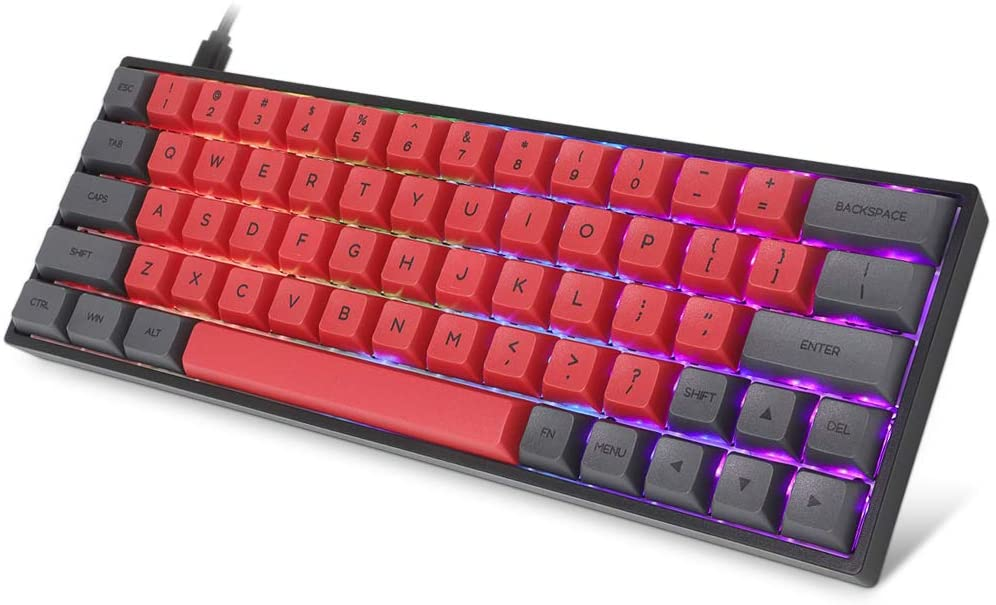 ESC ! 1 @ 2 # 3 $ 4 % 5 ^ 6 & 7 * 8 ( 9 ) 0 _ - + = BACKSPACE
TAB Q W E R T Y U I O P { [ } ] | \
CAPS A S D F G H J K L : ; " ' ENTER
SHIFT Z X C V B N M < , > . ? / SHIFT ▲ DEL
CTRL WIN ALT FN MENU ◄ ▼ ►